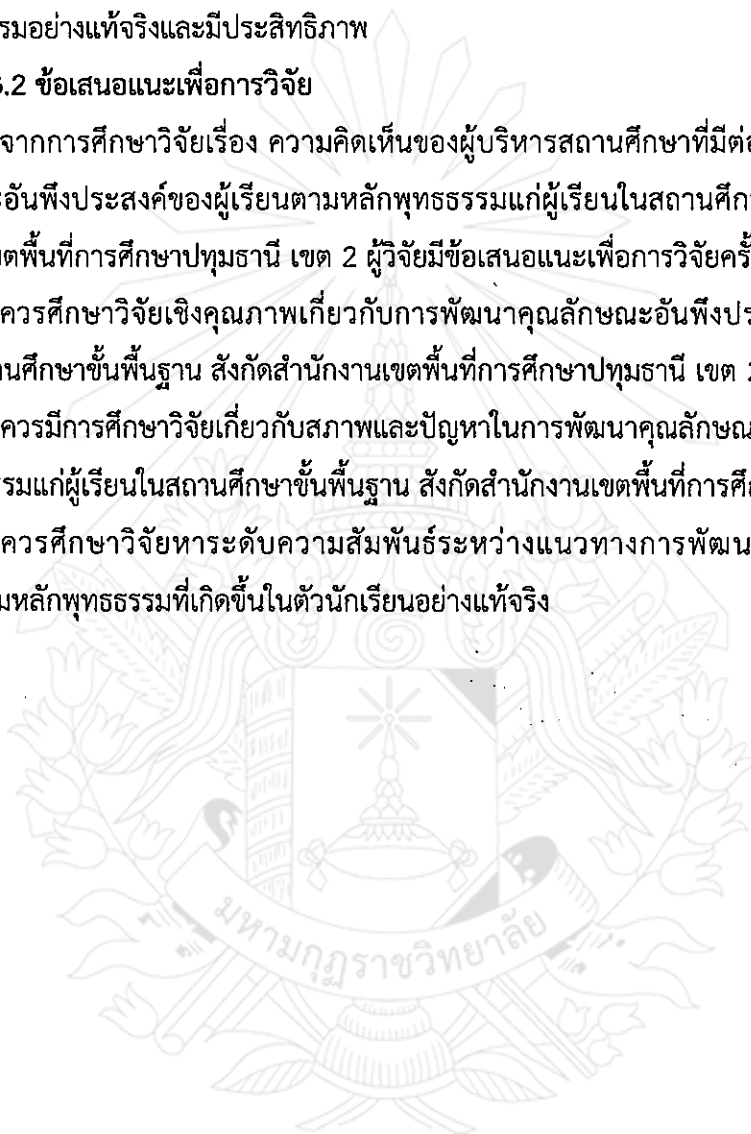 รมอย่างแท้จริงและมีประสิทธิภาพ
.2 ข้อเสนอแนะเพื่อการวิจัย
จากการศึกษาวิจัยเรื่อง ความคิดเห็นของผู้บริหารสถานศึกษาที่มีต่
อันพึงประสงค์ของผู้เรียนตามหลักพุทธธรรมแก่ผู้เรียนในสถานศึก
ตพื้นที่การศึกษาปทุมธานี เขต 2 ผู้วิจัยมีข้อเสนอแนะเพื่อการวิจัยครั้
ควรศึกษาวิจัยเชิงคุณภาพเกี่ยวกับการพัฒนาคุณลักษณะอันพึงปร
นศึกษาขั้นพื้นฐาน สังกัดสำนักงานเขตพื้นที่การศึกษาปทุมธานี เขต 2
ควรมีการศึกษาวิจัยเกี่ยวกับสภาพและปัญหาในการพัฒนาคุณลักษณ
รมแก่ผู้เรียนในสถานศึกษาขั้นพื้นฐาน สังกัดสำนักงานเขตพื้นที่การศึ
ควรศึกษาวิจัยหาระดับความสัมพันธ์ระหว่างแนวทางการพัฒน
มหลักพุทธธรรมที่เกิดขึ้นในตัวนักเรียนอย่างแท้จริง
มหามกุฏราชวิทยาลัย